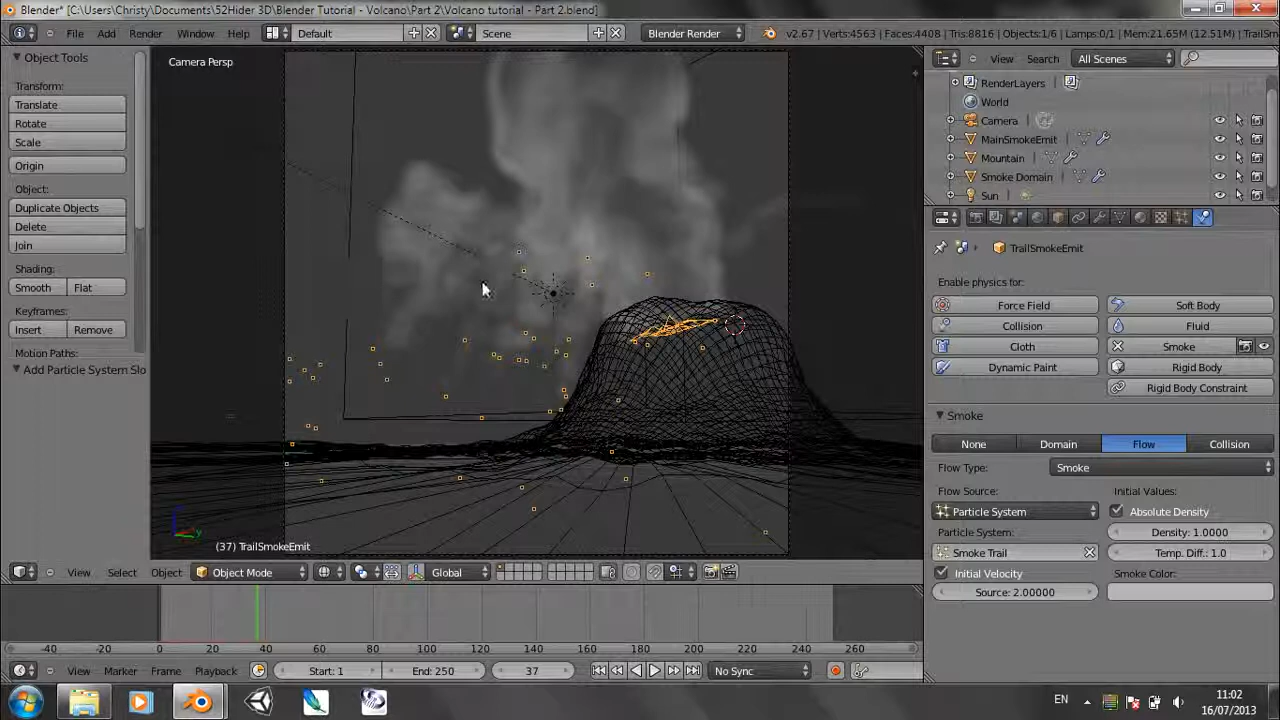 Blender* [C:\Users\Christy\Documents\52Hider 3D\Blender Tutorial - Volcano\Part 2\Volcano tutorial - Part 2.blend]
File Add Render Window Help Default Scene Blender Render v2.67 | Verts:4563 | Faces:4408 | Tris:8816 | Objects:1/6 | Lamps:0/1 | Mem:21.65M (12.51M) | TrailSm
Object Tools
Transform:
Translate
Rotate
Scale
Origin
Object:
Duplicate Objects
Delete
Join
Shading:
Smooth Flat
Keyframes:
Insert Remove
Motion Paths:
Add Particle System Slo
Camera Persp
(37) TrailSmokeEmit
View Select Object Object Mode Global
-40 -20 0 20 40 60 80 100 120 140 160 180 200 220 240 260
View Marker Frame Playback Start: 1 End: 250 37 No Sync
View Search All Scenes
RenderLayers
World
Camera
MainSmokeEmit
Mountain
Smoke Domain
Sun
TrailSmokeEmit
Enable physics for:
Force Field Soft Body
Collision Fluid
Cloth Smoke
Dynamic Paint Rigid Body
Rigid Body Constraint
Smoke
None Domain Flow Collision
Flow Type: Smoke
Flow Source: Initial Values:
Particle System Absolute Density
Particle System: Density: 1.0000
Smoke Trail Temp. Diff.: 1.0
Initial Velocity Smoke Color:
Source: 2.00000
EN 11:02
16/07/2013